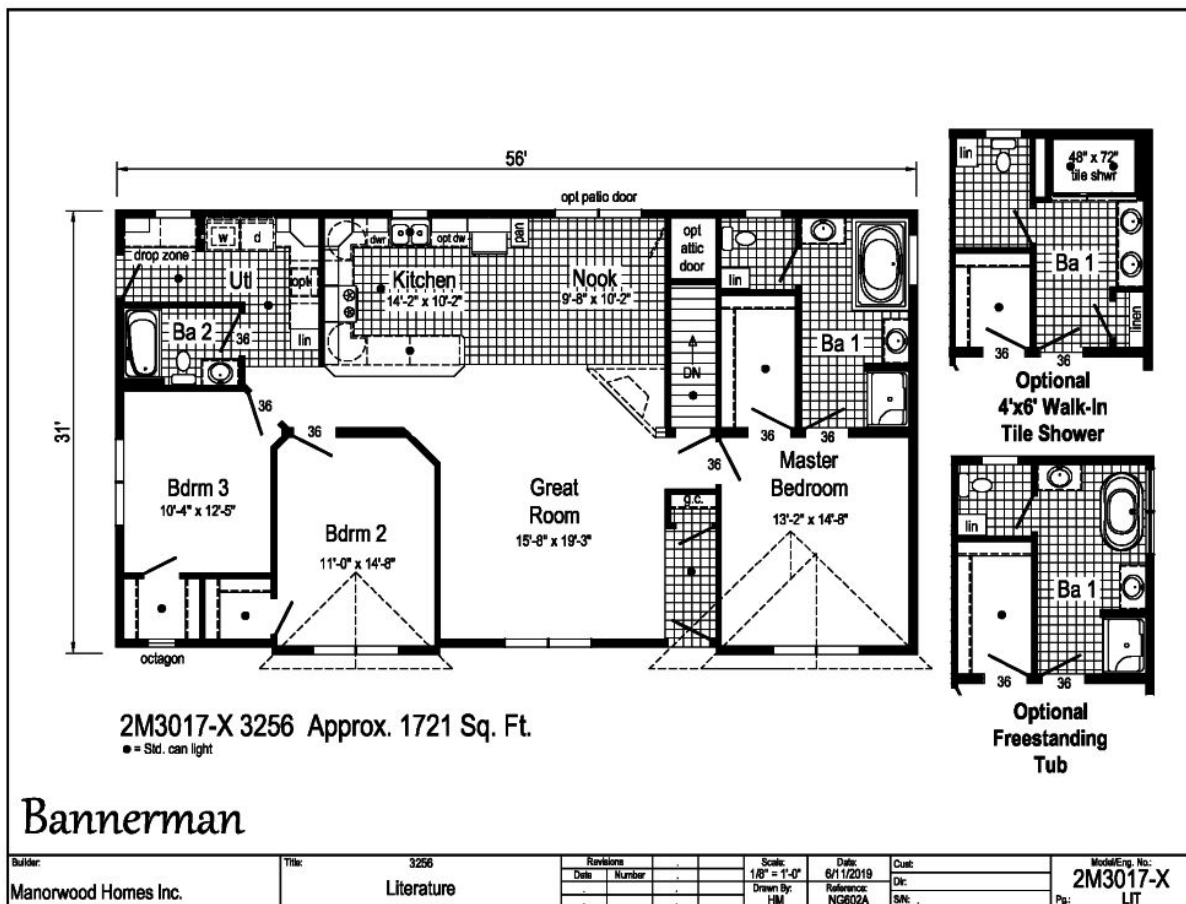 56'
31'
opt patio door
drop zone
w
d
Utl
lin
dwr
opt dw
pan
Kitchen
14'-2" x 10'-2"
Nook
9'-8" x 10'-2"
opt
attic
door
lin
Ba 1
Ba 2
36
DN
36
36
36
36
36
Bdrm 3
10'-4" x 12'-5"
Bdrm 2
11'-0" x 14'-8"
Great
Room
15'-8" x 19'-3"
g.c.
Master
Bedroom
13'-2" x 14'-8"
octagon
lin
48" x 72"
tile shwr
Ba 1
linen
36
36
Optional
4'x6' Walk-In
Tile Shower
lin
Ba 1
36
36
Optional
Freestanding
Tub
2M3017-X 3256 Approx. 1721 Sq. Ft.
● = Std. can light
Bannerman
Builder:
Manorwood Homes Inc.
Title:
3256
Literature
Revisions
Date Number
Scale:
1/8" = 1'-0"
Drawn By:
HM
Date:
6/11/2019
Reference:
NG602A
Cust:
Dlr:
S/N:
Model/Eng. No.:
2M3017-X
Pg.: LIT